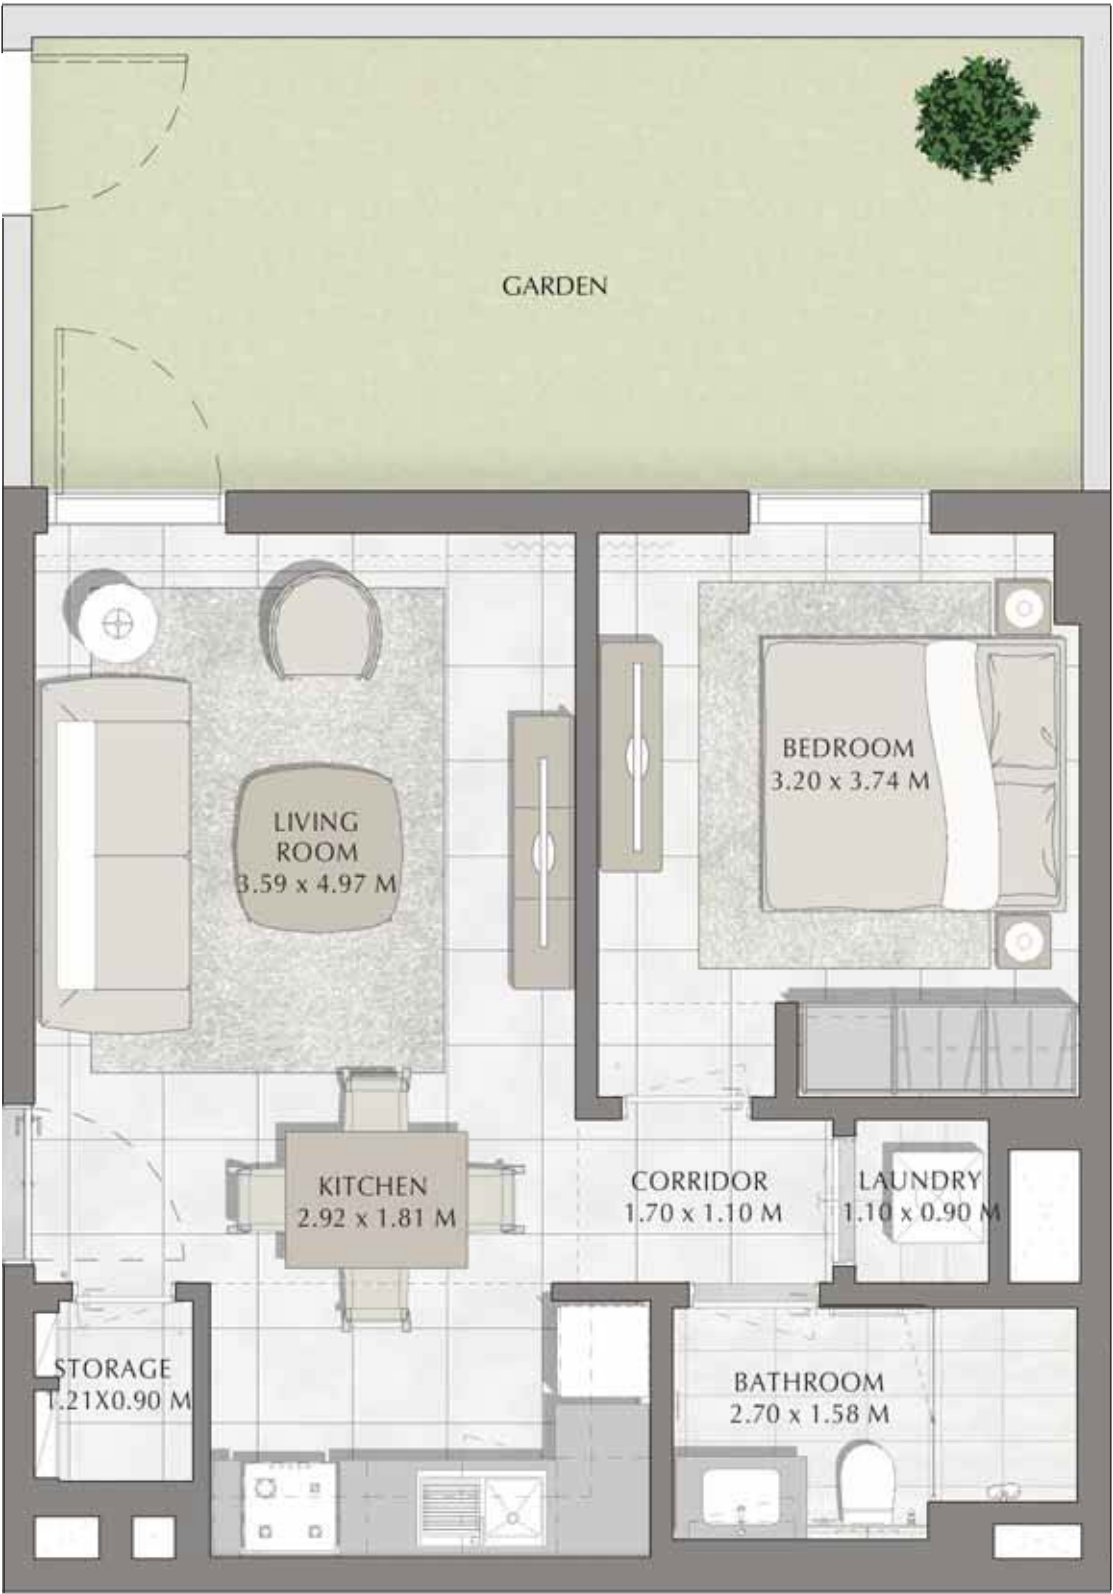 GARDEN
LIVING
ROOM
3.59 x 4.97 M
BEDROOM
3.20 x 3.74 M
KITCHEN
2.92 x 1.81 M
CORRIDOR
1.70 x 1.10 M
LAUNDRY
1.10 x 0.90 M
STORAGE
1.21X0.90 M
BATHROOM
2.70 x 1.58 M